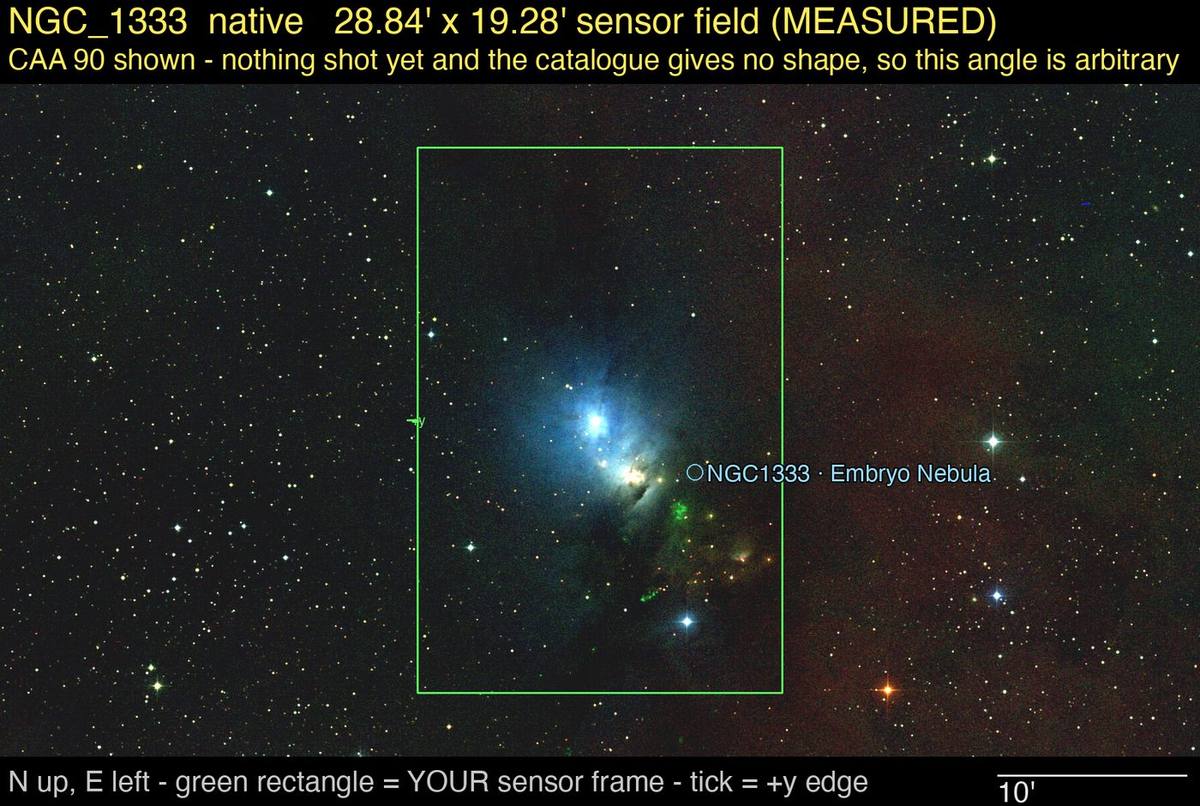 NGC_1333 native 28.84' x 19.28' sensor field (MEASURED)
CAA 90 shown - nothing shot yet and the catalogue gives no shape, so this angle is arbitrary
+y
NGC1333 · Embryo Nebula
N up, E left - green rectangle = YOUR sensor frame - tick = +y edge
10'